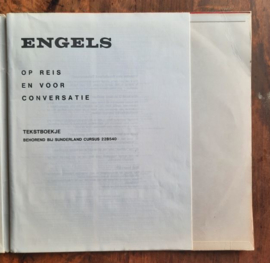 ENGELS
OP REIS
EN VOOR
CONVERSATIE
TEKSTBOEKJE
BEHOREND BIJ SUNDERLAND CURSUS